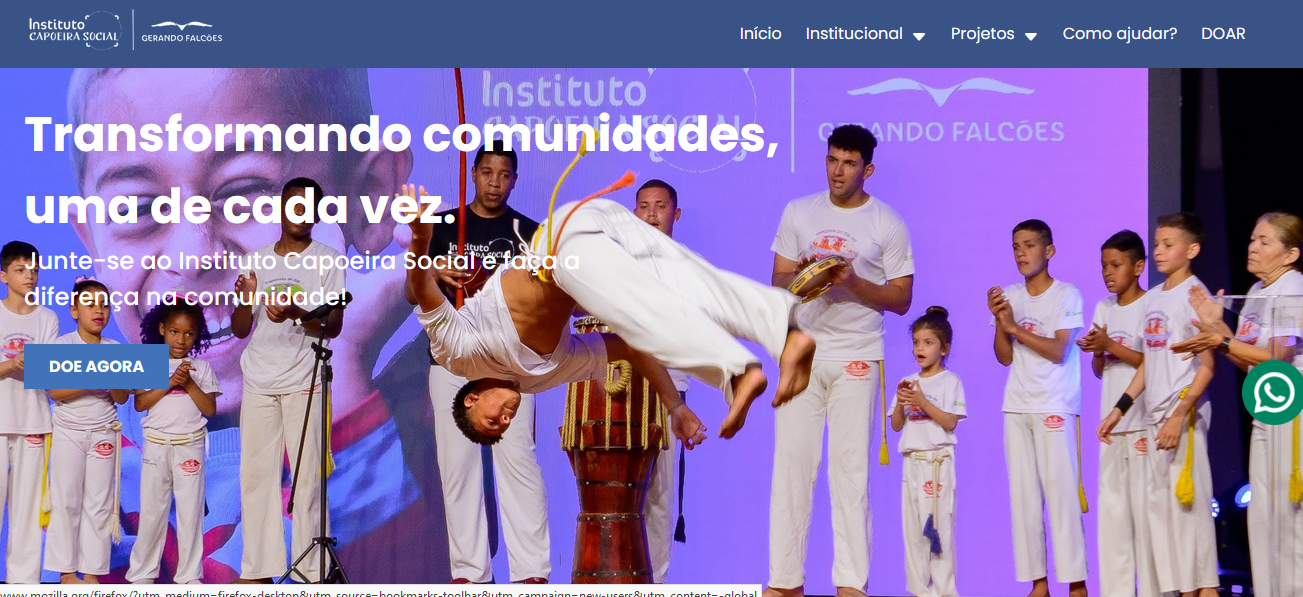 Instituto
CAPOEIRA SOCIAL
GERANDO FALCÕES
Início
Institucional
Projetos
Como ajudar?
DOAR
Instituto
CAPOEIRA SOCIAL
GERANDO FALCÕES
Transformando comunidades,
uma de cada vez.
Instituto
Junte-se ao Instituto Capoeira Social e faça a
diferença na comunidade!
DOE AGORA
www.mozilla.org/firefox/?utm_medium=firefox-desktop&utm_source=bookmarks-toolbar&utm_campaign=new-users&utm_content=-global